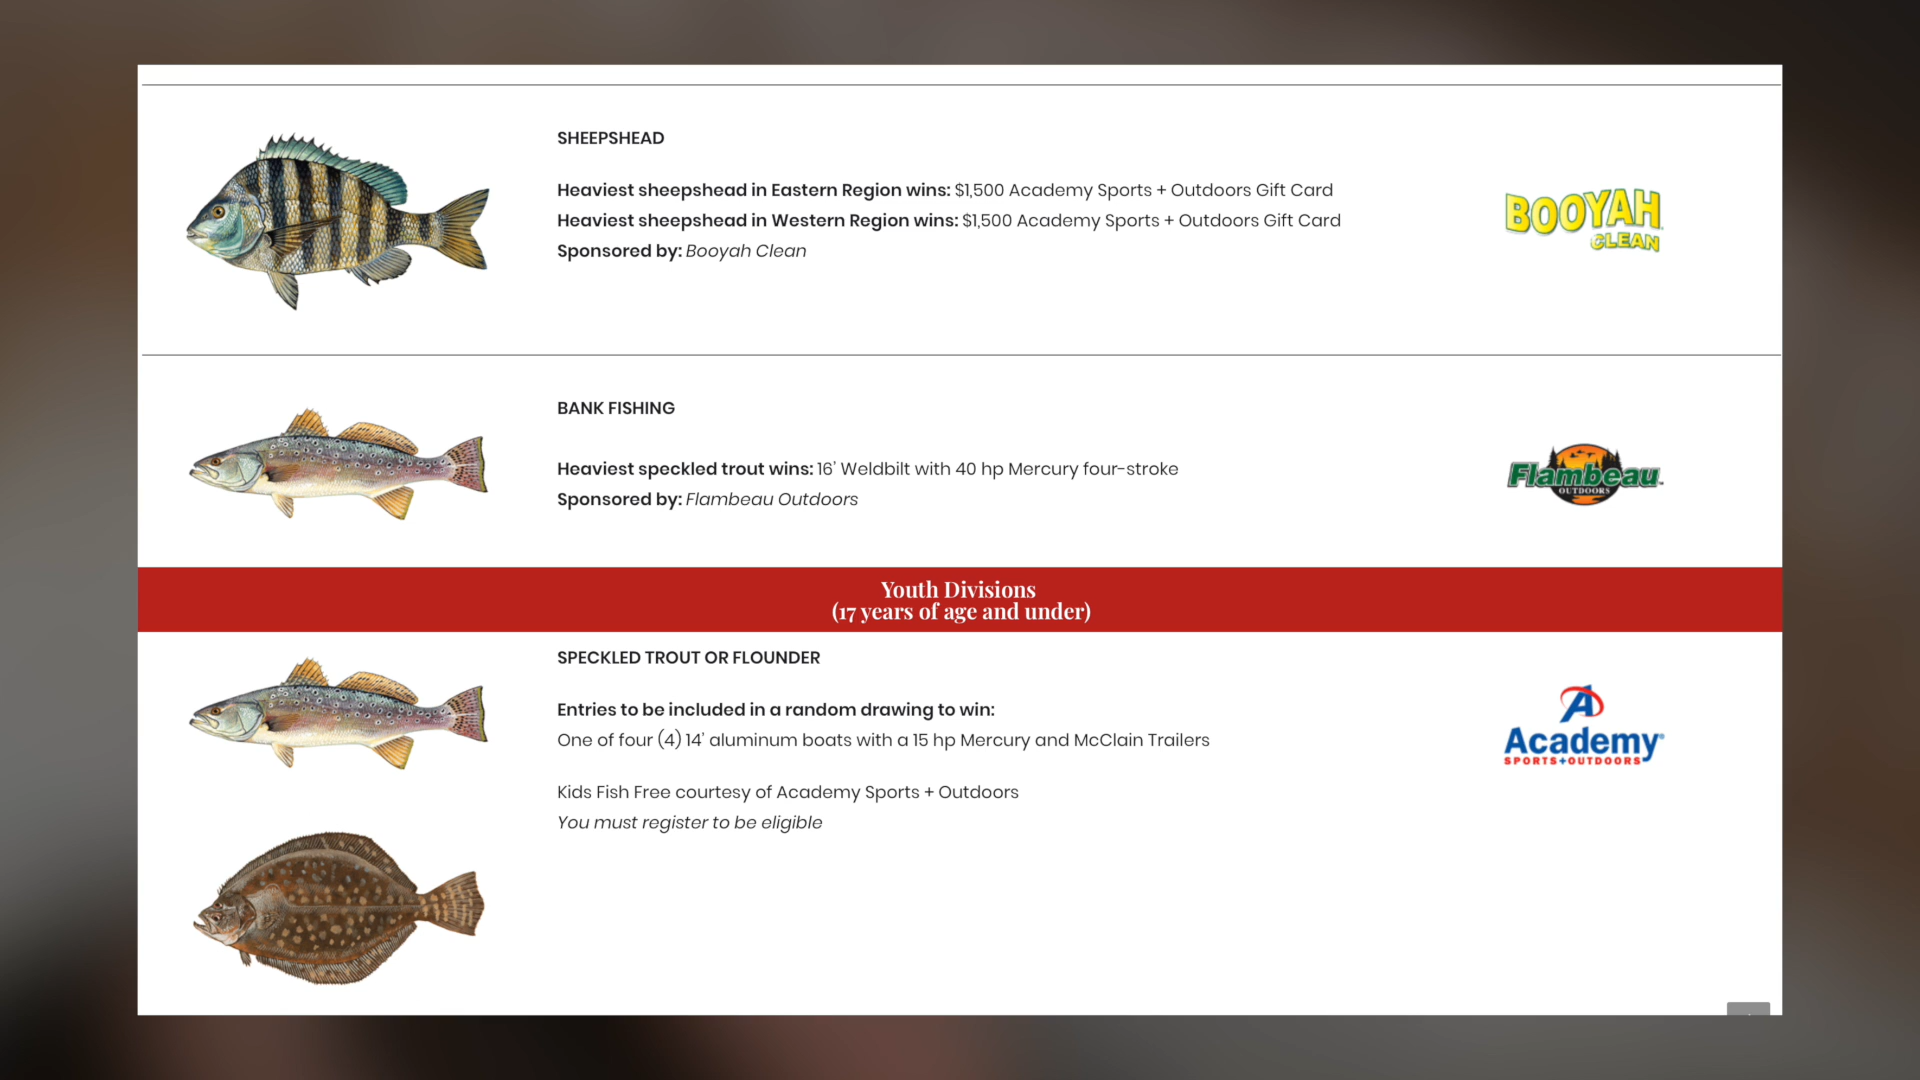 SHEEPSHEAD
Heaviest sheepshead in Eastern Region wins: $1,500 Academy Sports + Outdoors Gift Card
Heaviest sheepshead in Western Region wins: $1,500 Academy Sports + Outdoors Gift Card
Sponsored by: Booyah Clean
BOOYAH
CLEAN
BANK FISHING
Heaviest speckled trout wins: 16’ Weldbilt with 40 hp Mercury four-stroke
Sponsored by: Flambeau Outdoors
Flambeau
OUTDOORS
Youth Divisions
(17 years of age and under)
SPECKLED TROUT OR FLOUNDER
Entries to be included in a random drawing to win:
One of four (4) 14’ aluminum boats with a 15 hp Mercury and McClain Trailers
Kids Fish Free courtesy of Academy Sports + Outdoors
You must register to be eligible
A
Academy
SPORTS+OUTDOORS